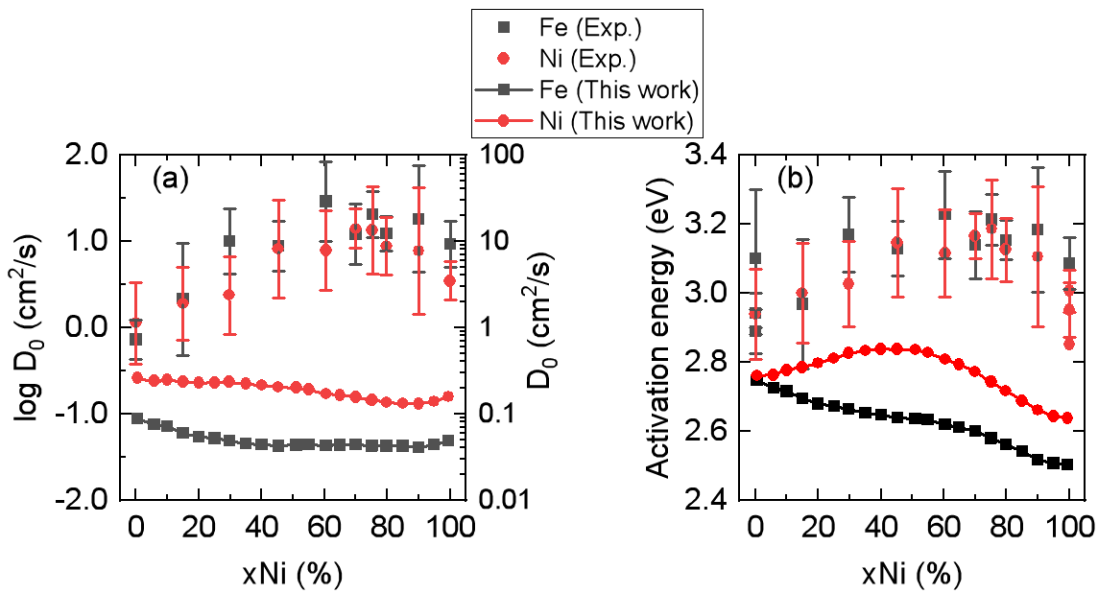 Fe (Exp.)
Ni (Exp.)
Fe (This work)
Ni (This work)
(a)
2.0
1.0
0.0
-1.0
-2.0
log D₀ (cm²/s)
100
10
1
0.1
0.01
D₀ (cm²/s)
0 20 40 60 80 100
xNi (%)
(b)
3.4
3.2
3.0
2.8
2.6
2.4
Activation energy (eV)
0 20 40 60 80 100
xNi (%)